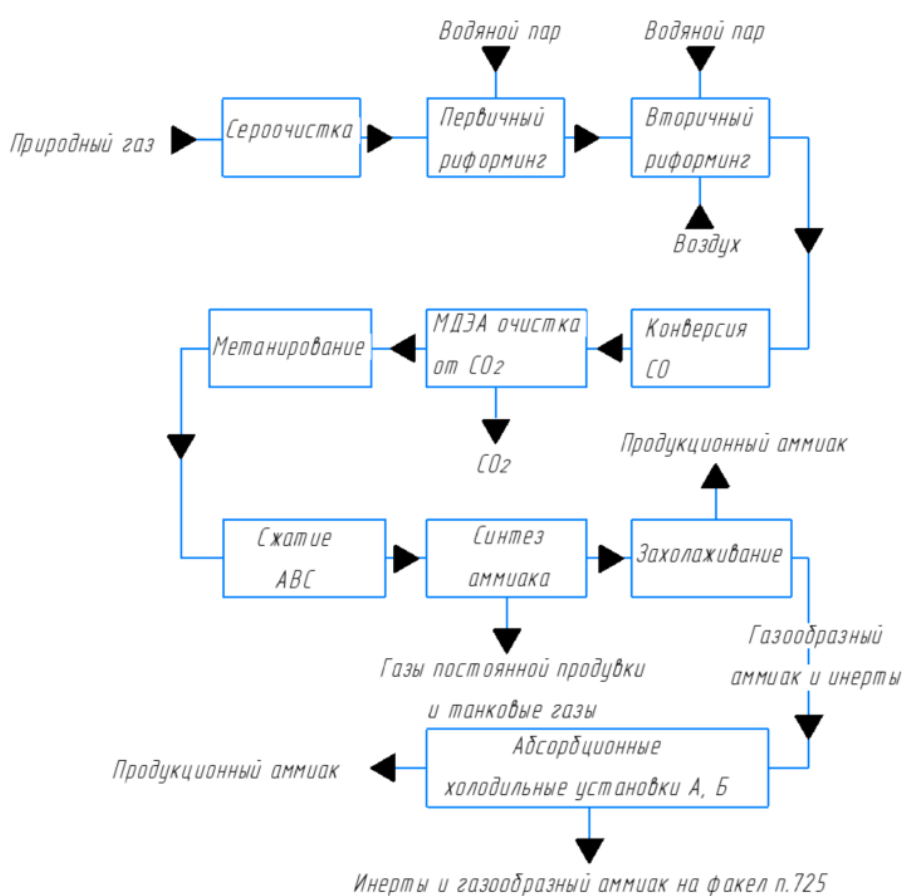 Водяной пар
Водяной пар
Природный газ
Сероочистка
Первичный
риформинг
Вторичный
риформинг
Воздух
Метанирование
МДЭА очистка
от CO2
Конверсия
CO
CO2
Продукционный аммиак
Сжатие
АВС
Синтез
аммиака
Захолаживание
Газы постоянной продувки
и танковые газы
Газообразный
аммиак и инерты
Продукционный аммиак
Абсорбционные
холодильные установки А, Б
Инерты и газообразный аммиак на факел п.725